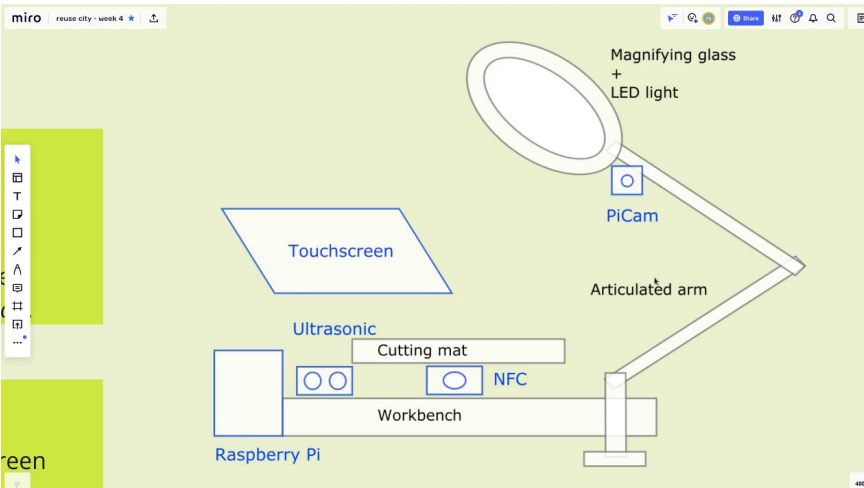 miro
reuse city - week 4
Share
Magnifying glass
+
LED light
PiCam
Touchscreen
Articulated arm
Ultrasonic
Cutting mat
NFC
Workbench
Raspberry Pi
reen